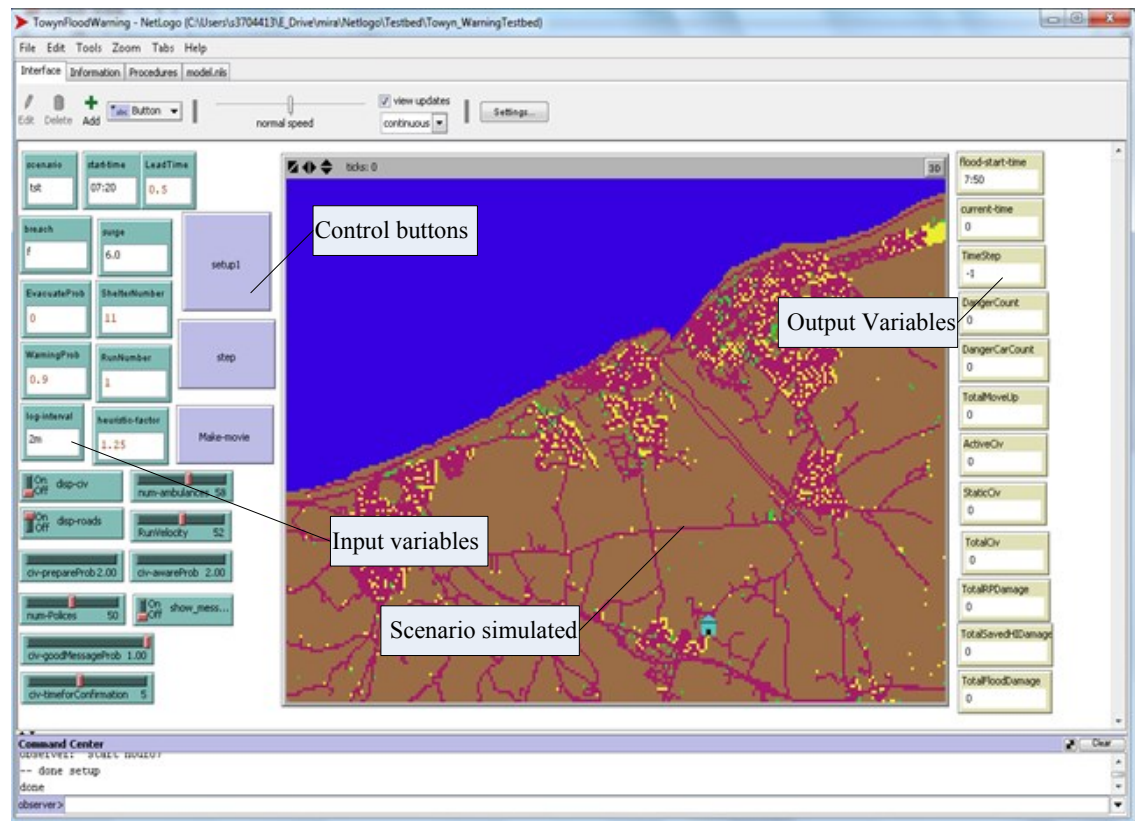 TowynFloodWarning - NetLogo {C:\Users\s3704413\E_Drive\mira\Netlogo\Testbed\Towyn_WarningTestbed}
File Edit Tools Zoom Tabs Help
Interface Information Procedures model.nls
Edit Delete Add abc Button normal speed view updates continuous Settings...
ticks: 0 3D
scenario start-time LeadTime
tst 07:20 0.5
breach surge
f 6.0
setup1
EvacuateProb ShelterNumber
0 11
WarningProb RunNumber
0.9 1
step
log-interval heuristic-factor
2m 1.25
Make-movie
On Off disp-civ num-ambulances 58
On Off disp-roads RunVelocity 52
civ-prepareProb 2.00 civ-awareProb 2.00
num-Polices 50 On Off show_mess...
civ-goodMessageProb 1.00
civ-timeforConfirmation 5
Control buttons
Output Variables
Input variables
Scenario simulated
flood-start-time
7:50
current-time
0
TimeStep
-1
DangerCount
0
DangerCarCount
0
TotalMoveUp
0
ActiveCiv
0
StaticCiv
0
TotalCiv
0
TotalRPDamage
0
TotalSavedHIDamage
0
TotalFloodDamage
0
Command Center Clear
-- done setup
done
observer>